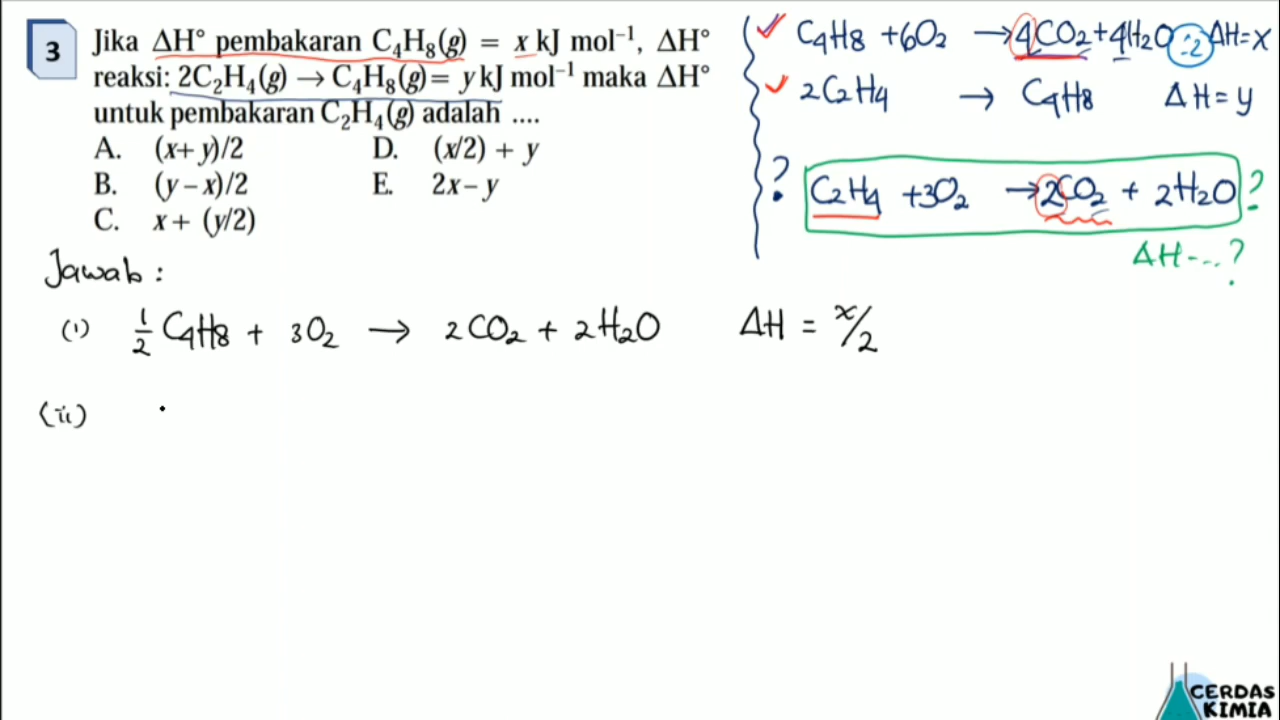 3
Jika ΔH° pembakaran C₄H₈(g) = x kJ mol⁻¹, ΔH°
reaksi: 2C₂H₄(g) → C₄H₈(g) = y kJ mol⁻¹ maka ΔH°
untuk pembakaran C₂H₄(g) adalah ....
A. (x+ y)/2
B. (y – x)/2
C. x + (y/2)
D. (x/2) + y
E. 2x – y
C₄H₈ + 6O₂ → 4CO₂ + 4H₂O :2 ΔH = x
2C₂H₄ → C₄H₈ ΔH = y
? C₂H₄ + 3O₂ → 2CO₂ + 2H₂O ?
ΔH ---.. ?
Jawab :
(i) ½ C₄H₈ + 3O₂ → 2CO₂ + 2H₂O ΔH = x/2
(ii)
CERDAS
KIMIA